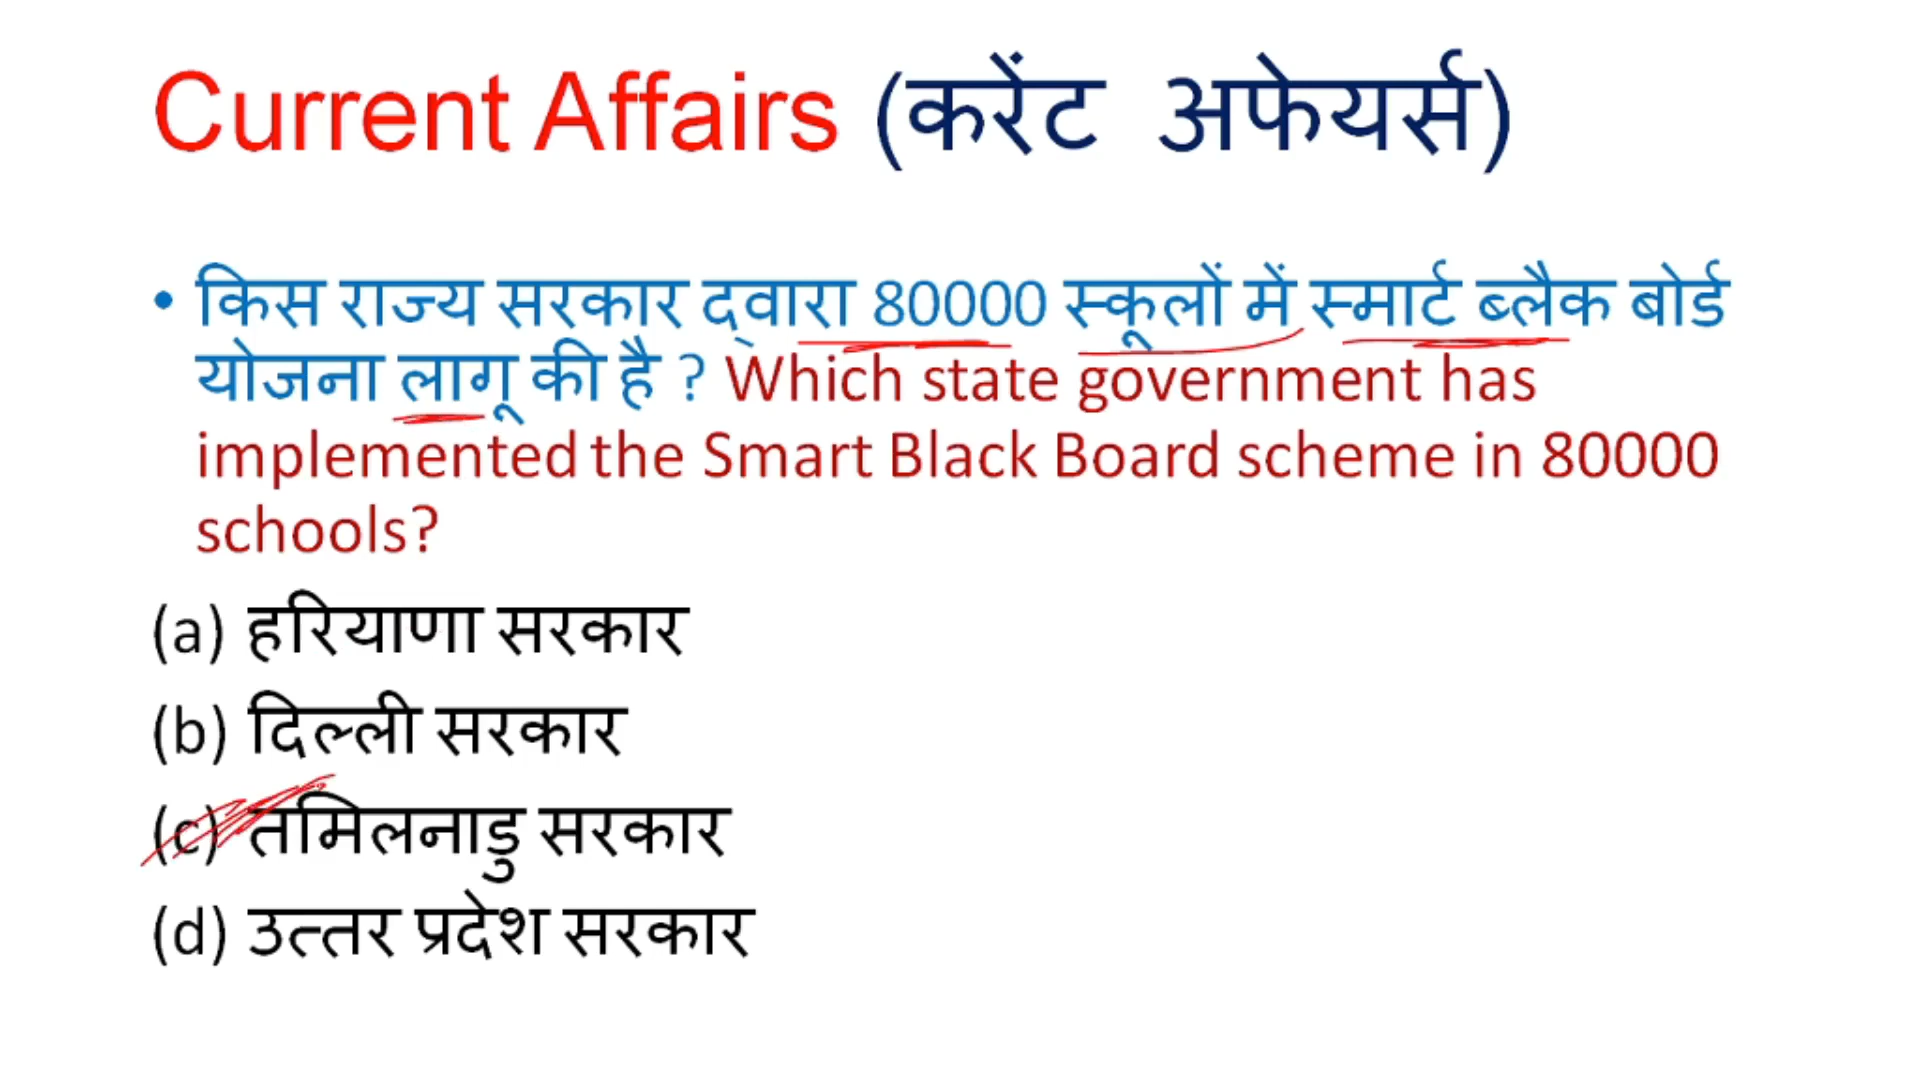 Current Affairs (करेंट अफेयर्स)
• किस राज्य सरकार द्वारा 80000 स्कूलों में स्मार्ट ब्लैक बोर्ड
योजना लागू की है ? Which state government has
implemented the Smart Black Board scheme in 80000
schools?
(a) हरियाणा सरकार
(b) दिल्ली सरकार
(c) तमिलनाडु सरकार
(d) उत्तर प्रदेश सरकार